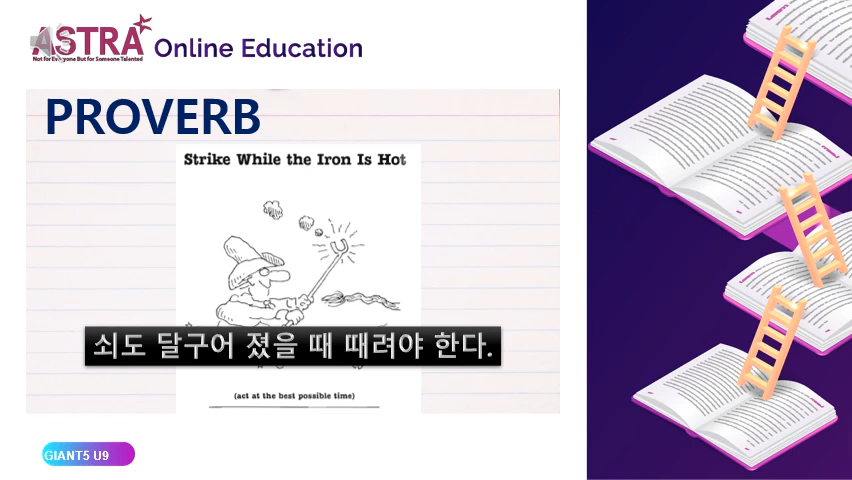 ASTRA
Not for Everyone But for Someone Talented
Online Education
PROVERB
Strike While the Iron Is Hot
쇠도 달구어 졌을 때 때려야 한다.
(act at the best possible time)
GIANT5 U9